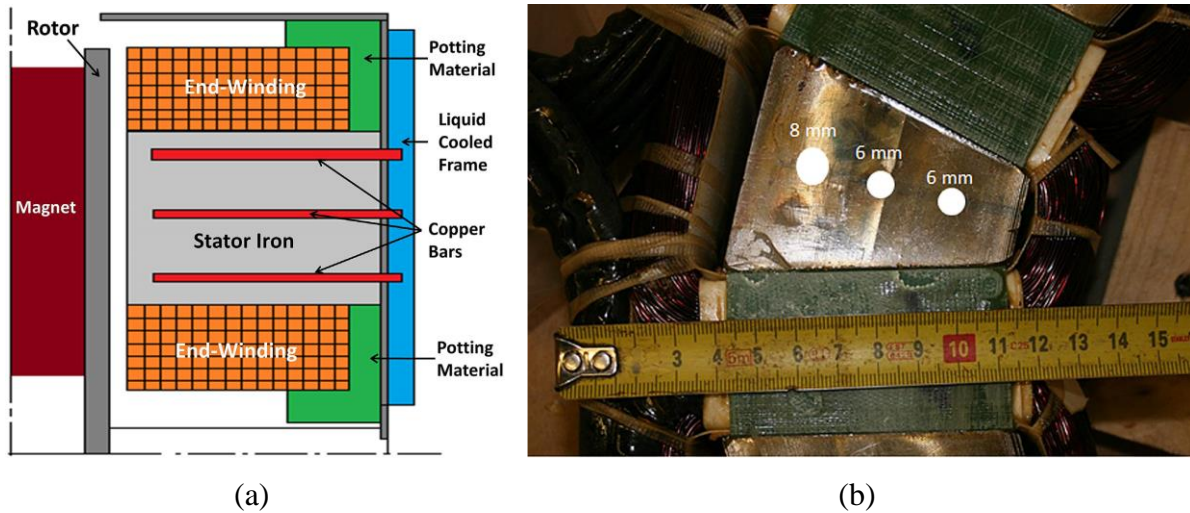 Rotor
Potting
Material
End-Winding
Liquid
Cooled
Frame
Magnet
Stator Iron
Copper
Bars
End-Winding
Potting
Material
(a)
8 mm
6 mm
6 mm
3 4 5 6 7 8 9 10 11 12 13 14 15
(b)